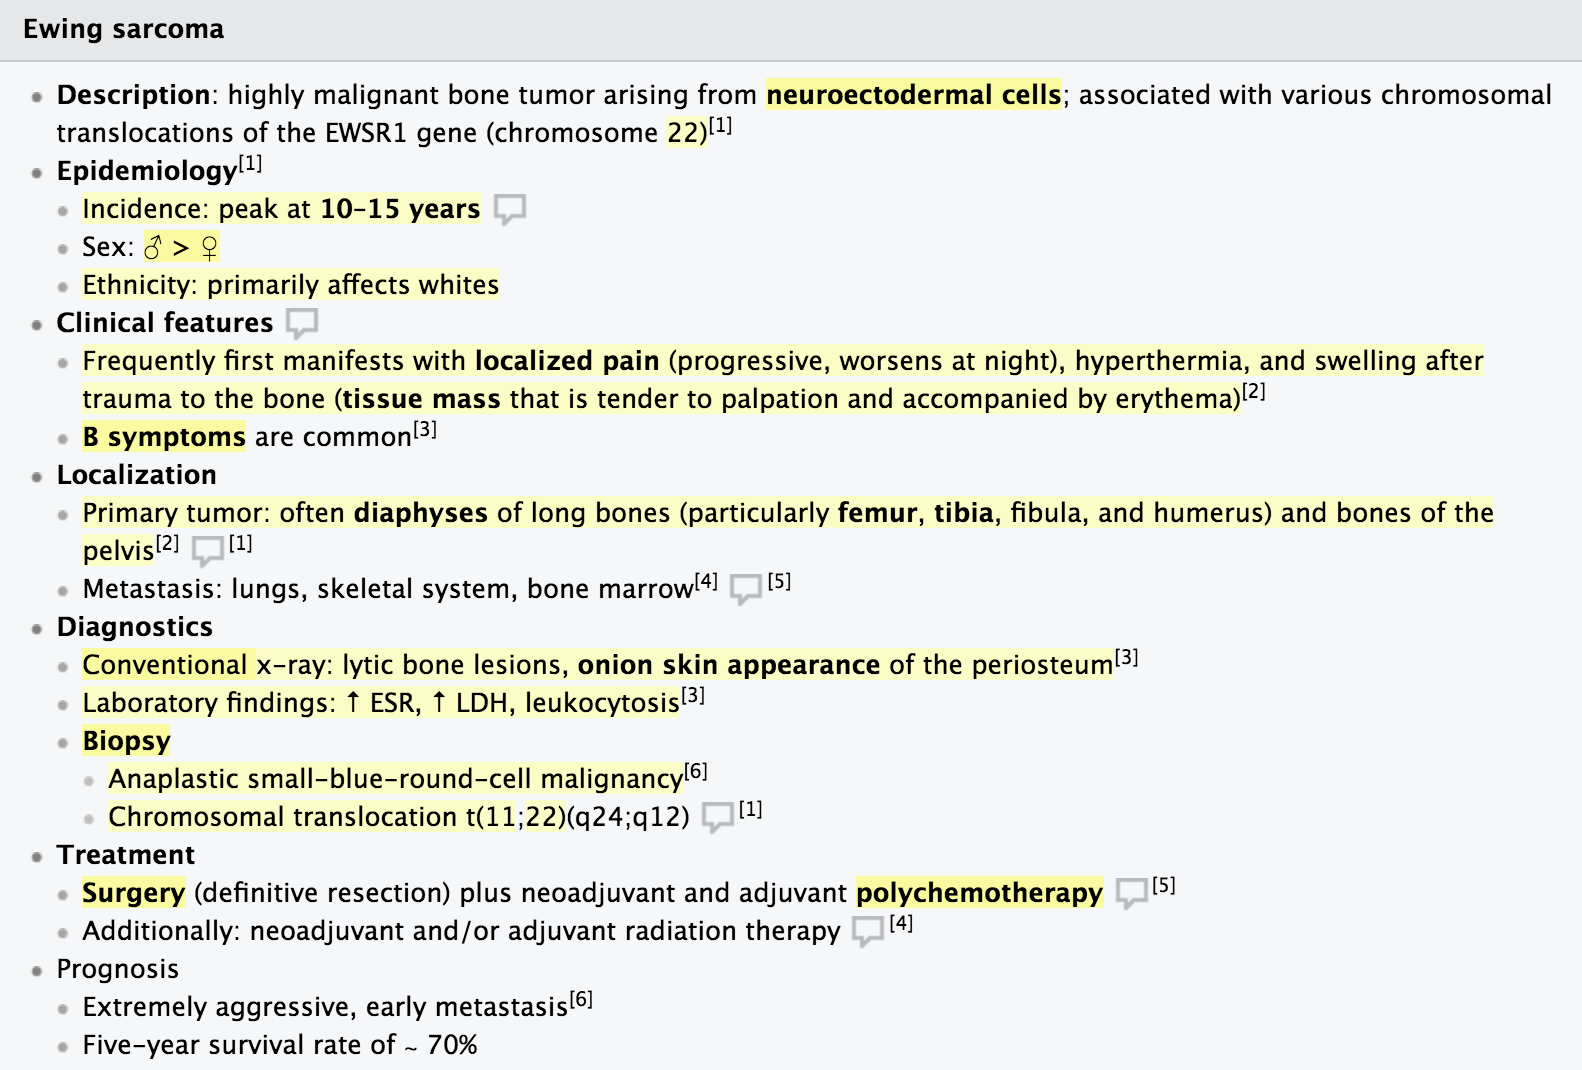 Ewing sarcoma
• Description: highly malignant bone tumor arising from neuroectodermal cells; associated with various chromosomal
translocations of the EWSR1 gene (chromosome 22)[1]
• Epidemiology[1]
• Incidence: peak at 10–15 years
• Sex: ♂ > ♀
• Ethnicity: primarily affects whites
• Clinical features
• Frequently first manifests with localized pain (progressive, worsens at night), hyperthermia, and swelling after
trauma to the bone (tissue mass that is tender to palpation and accompanied by erythema)[2]
• B symptoms are common[3]
• Localization
• Primary tumor: often diaphyses of long bones (particularly femur, tibia, fibula, and humerus) and bones of the
pelvis[2] [1]
• Metastasis: lungs, skeletal system, bone marrow[4] [5]
• Diagnostics
• Conventional x-ray: lytic bone lesions, onion skin appearance of the periosteum[3]
• Laboratory findings: ↑ ESR, ↑ LDH, leukocytosis[3]
• Biopsy
• Anaplastic small-blue-round-cell malignancy[6]
• Chromosomal translocation t(11;22)(q24;q12) [1]
• Treatment
• Surgery (definitive resection) plus neoadjuvant and adjuvant polychemotherapy [5]
• Additionally: neoadjuvant and/or adjuvant radiation therapy [4]
• Prognosis
• Extremely aggressive, early metastasis[6]
• Five-year survival rate of ~ 70%